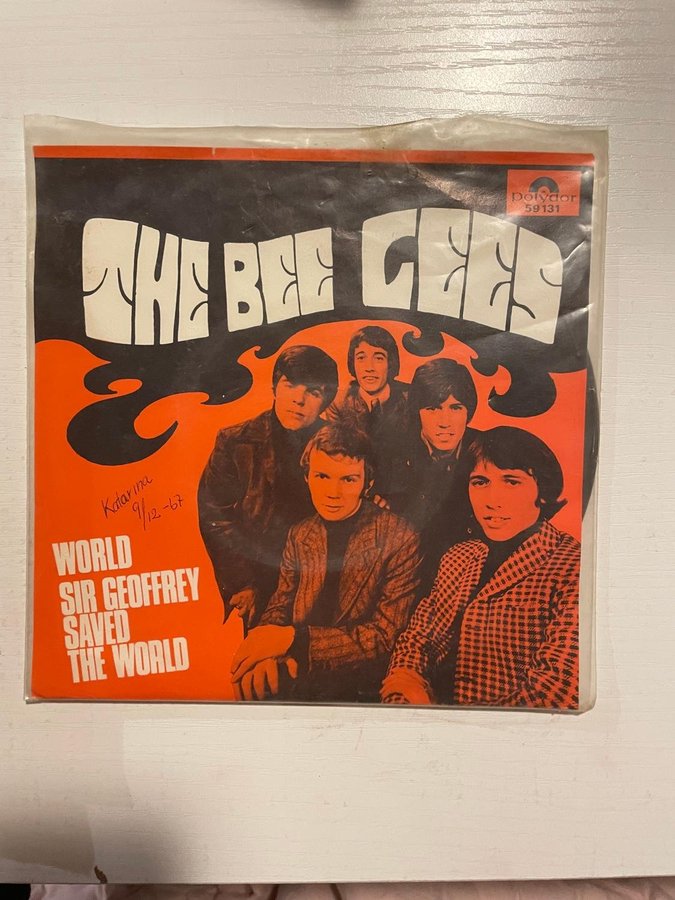 polydor
59 131
THE BEE GEES
Katarina
9/12-67
WORLD
SIR GEOFFREY
SAVED
THE WORLD